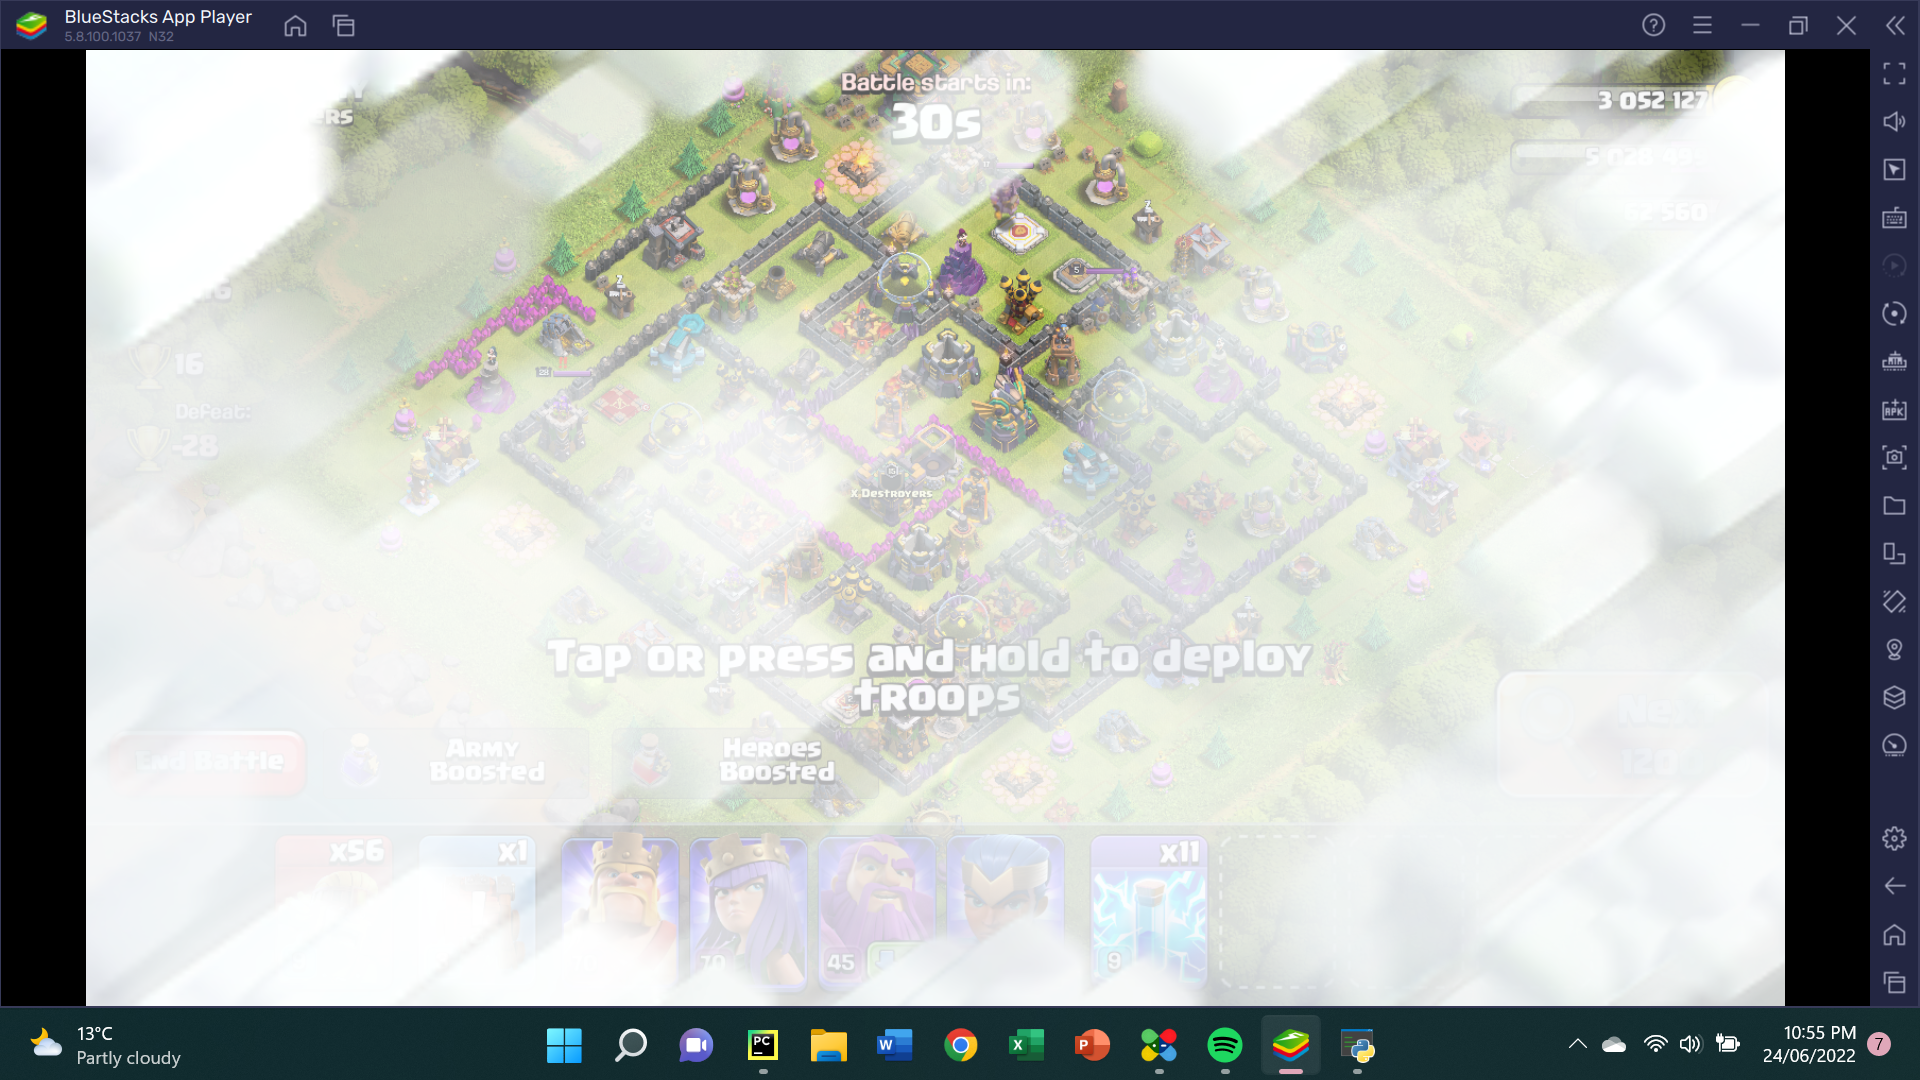 BlueStacks App Player
5.8.100.1037 N32
Battle starts in:
30s
3 052 127
16
Defeat:
-28
X Destroyers
Tap or press and hold to deploy
troops
End Battle
Army
Boosted
Heroes
Boosted
120
x56
x1
x11
70
45
9
13°C
Partly cloudy
10:55 PM
24/06/2022
7